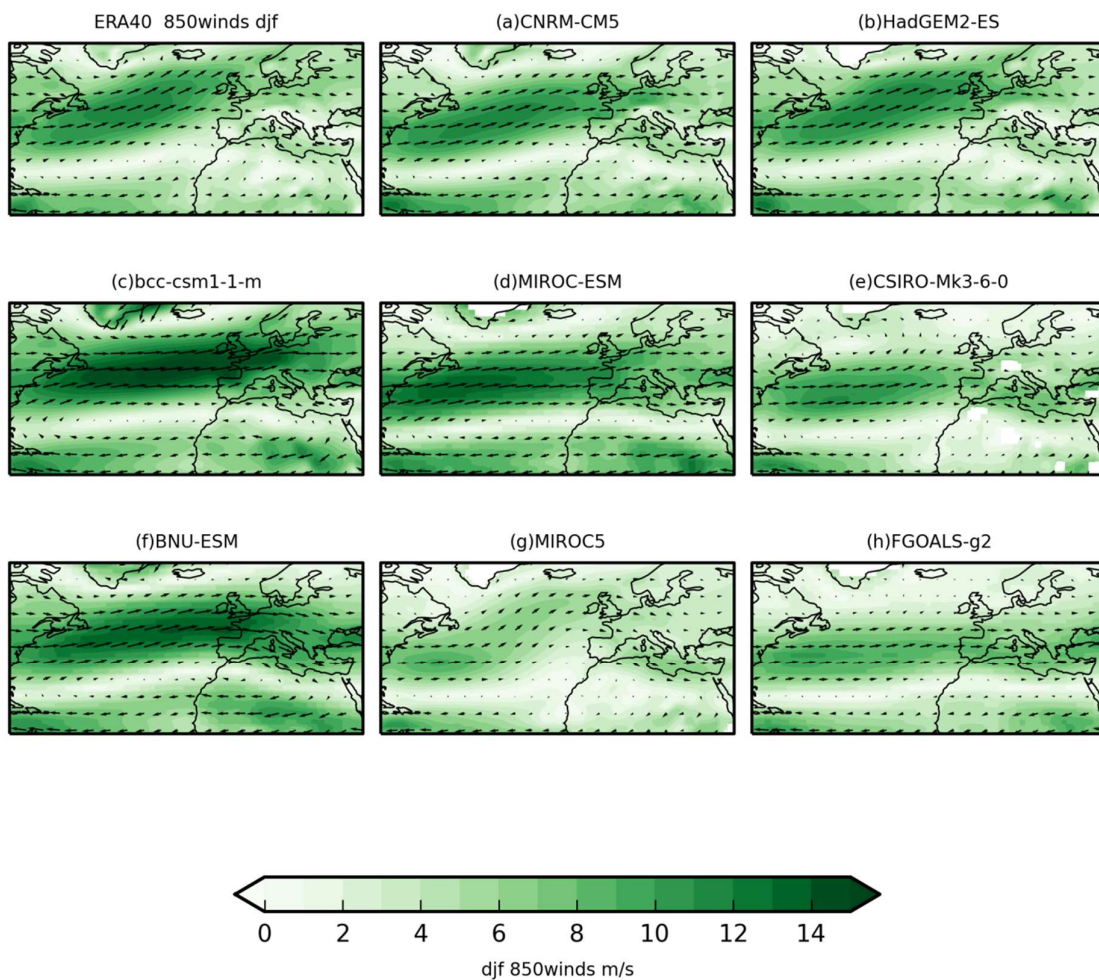 ERA40 850winds djf
(a)CNRM-CM5
(b)HadGEM2-ES
(c)bcc-csm1-1-m
(d)MIROC-ESM
(e)CSIRO-Mk3-6-0
(f)BNU-ESM
(g)MIROC5
(h)FGOALS-g2
0 2 4 6 8 10 12 14
djf 850winds m/s